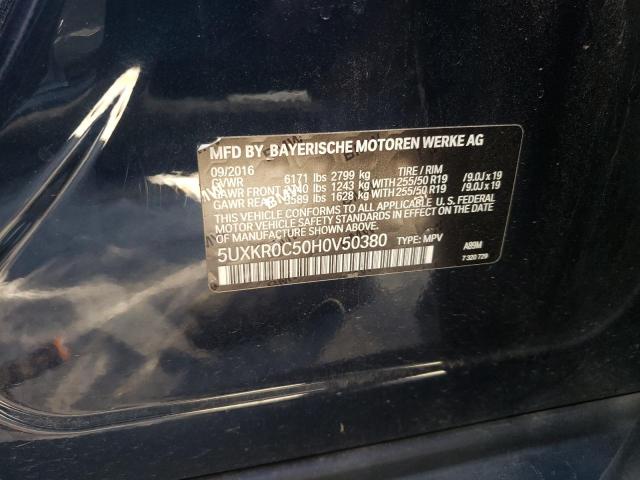 MFD BY BAYERISCHE MOTOREN WERKE AG
09/2016
GVWR 6171 lbs 2799 kg TIRE / RIM
GAWR FRONT 2740 lbs 1243 kg WITH 255/50 R19 /9.0J x 19
GAWR REAR 3589 lbs 1628 kg WITH 255/50 R19 /9.0J x 19
THIS VEHICLE CONFORMS TO ALL APPLICABLE U.S. FEDERAL
MOTOR VEHICLE SAFETY STANDARDS IN EFFECT
ON THE DATE OF MANUFACTURE SHOWN ABOVE.
5UXKR0C50H0V50380 TYPE: MPV A89M
7 320 729